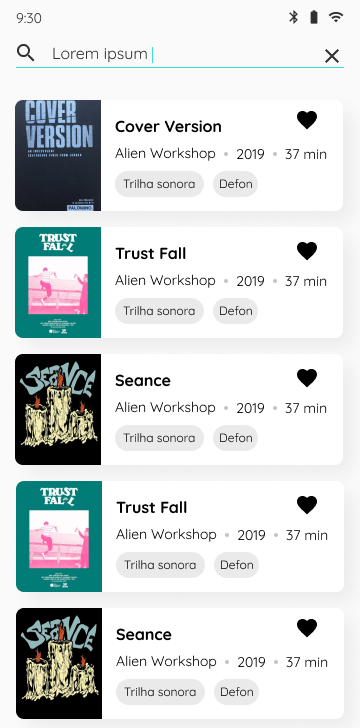 9:30
Lorem ipsum
COVER
VERSION
Cover Version
Alien Workshop • 2019 • 37 min
Trilha sonora Defon
TRUST
FALL
Trust Fall
Alien Workshop • 2019 • 37 min
Trilha sonora Defon
SEANCE
Seance
Alien Workshop • 2019 • 37 min
Trilha sonora Defon
TRUST
FALL
Trust Fall
Alien Workshop • 2019 • 37 min
Trilha sonora Defon
SEANCE
Seance
Alien Workshop • 2019 • 37 min
Trilha sonora Defon